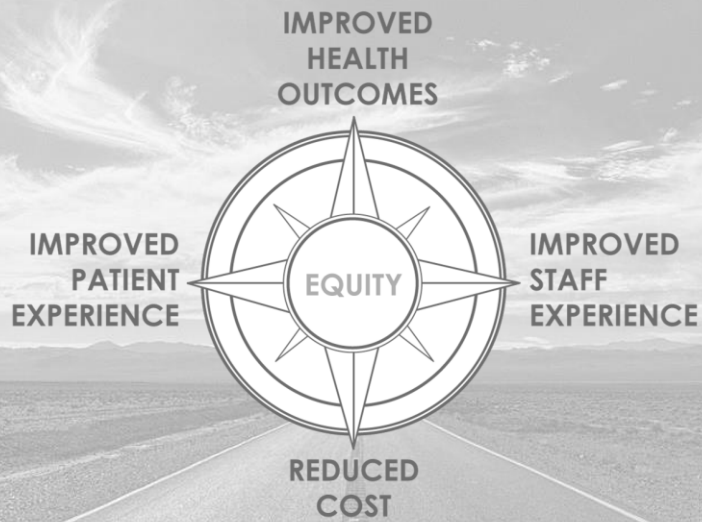 IMPROVED
HEALTH
OUTCOMES
IMPROVED
PATIENT
EXPERIENCE
EQUITY
IMPROVED
STAFF
EXPERIENCE
REDUCED
COST